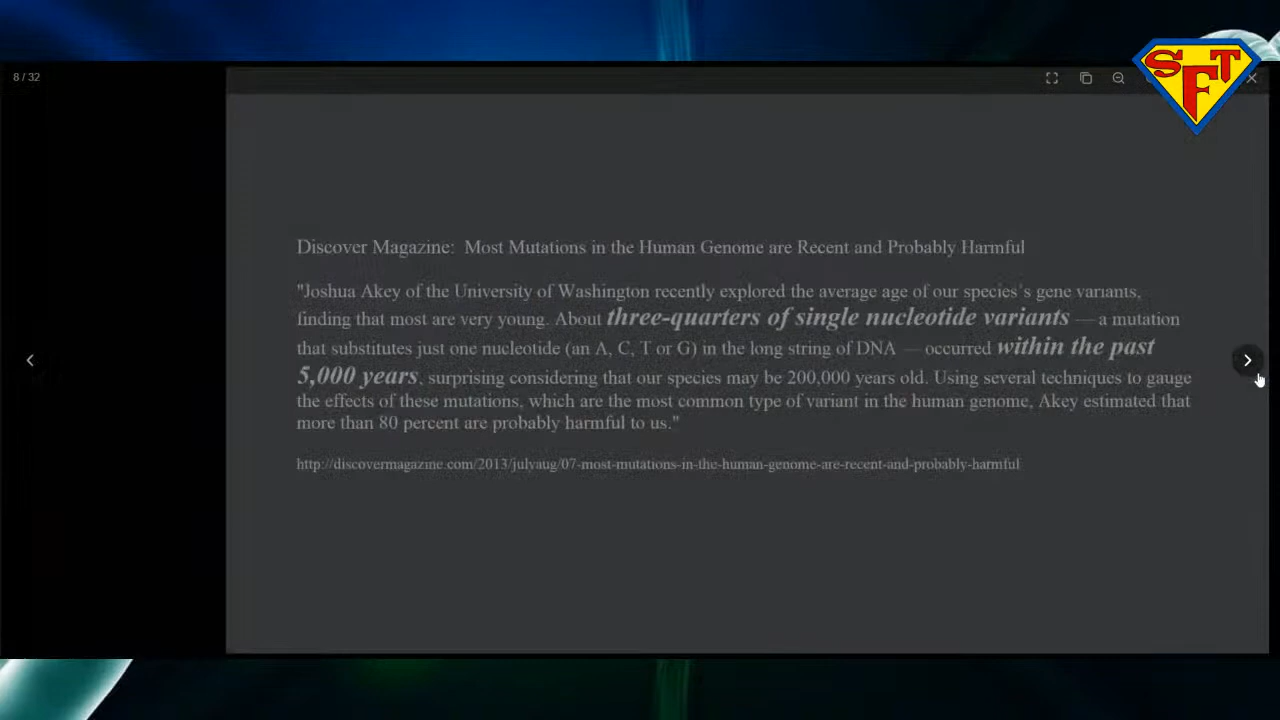 8 / 32
SFT
Discover Magazine:  Most Mutations in the Human Genome are Recent and Probably Harmful
"Joshua Akey of the University of Washington recently explored the average age of our species's gene variants,
finding that most are very young. About three-quarters of single nucleotide variants — a mutation
that substitutes just one nucleotide (an A, C, T or G) in the long string of DNA — occurred within the past
5,000 years, surprising considering that our species may be 200,000 years old. Using several techniques to gauge
the effects of these mutations, which are the most common type of variant in the human genome, Akey estimated that
more than 80 percent are probably harmful to us."
http://discovermagazine.com/2013/julyaug/07-most-mutations-in-the-human-genome-are-recent-and-probably-harmful